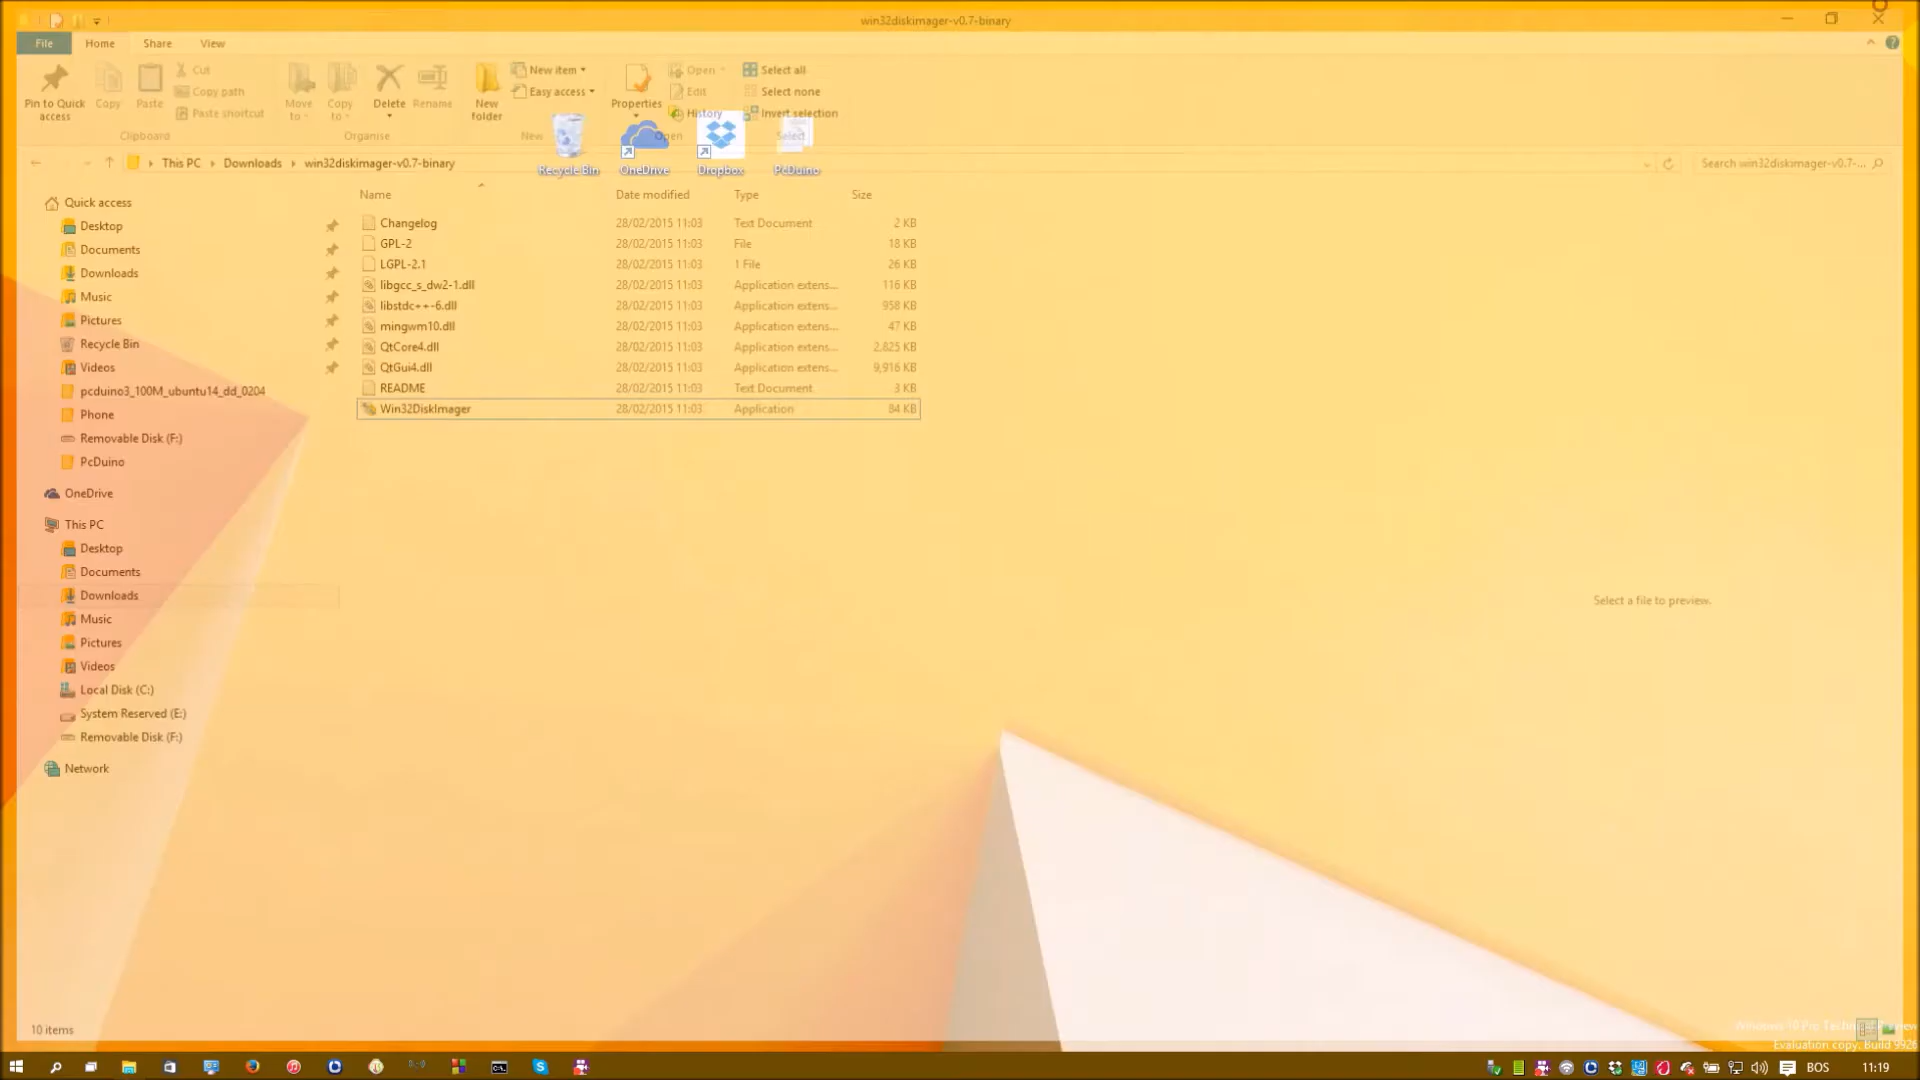 win32diskimager-v0.7-binary
File Home Share View
Pin to Quick access
Copy
Paste
Cut
Copy path
Paste shortcut
Clipboard
Move to
Copy to
Delete
Rename
Organise
New folder
New item
Easy access
New
Properties
Open
Edit
History
Open
Select all
Select none
Invert selection
Select
This PC Downloads win32diskimager-v0.7-binary
Search win32diskimager-v0.7-...
Recycle Bin
OneDrive
Dropbox
PcDuino
Name Date modified Type Size
Changelog 28/02/2015 11:03 Text Document 2 KB
GPL-2 28/02/2015 11:03 File 18 KB
LGPL-2.1 28/02/2015 11:03 1 File 26 KB
libgcc_s_dw2-1.dll 28/02/2015 11:03 Application extens... 116 KB
libstdc++-6.dll 28/02/2015 11:03 Application extens... 958 KB
mingwm10.dll 28/02/2015 11:03 Application extens... 47 KB
QtCore4.dll 28/02/2015 11:03 Application extens... 2,825 KB
QtGui4.dll 28/02/2015 11:03 Application extens... 9,916 KB
README 28/02/2015 11:03 Text Document 3 KB
Win32DiskImager 28/02/2015 11:03 Application 84 KB
Quick access
Desktop
Documents
Downloads
Music
Pictures
Recycle Bin
Videos
pcduino3_100M_ubuntu14_dd_0204
Phone
Removable Disk (F:)
PcDuino
OneDrive
This PC
Desktop
Documents
Downloads
Music
Pictures
Videos
Local Disk (C:)
System Reserved (E:)
Removable Disk (F:)
Network
Select a file to preview.
10 items
Windows 10 Pro Technical Preview
Evaluation copy. Build 9926
BOS
11:19